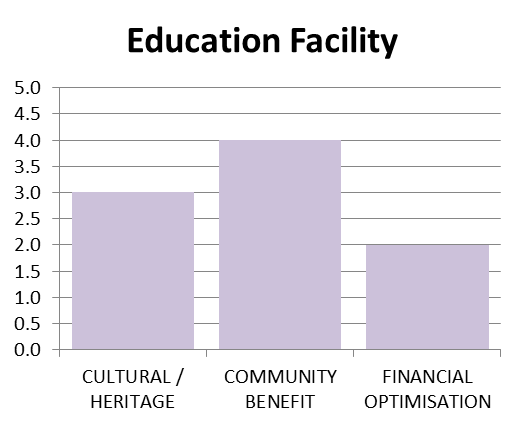 Education Facility
5.0
4.5
4.0
3.5
3.0
2.5
2.0
1.5
1.0
0.5
0.0
CULTURAL / HERITAGE
COMMUNITY BENEFIT
FINANCIAL OPTIMISATION